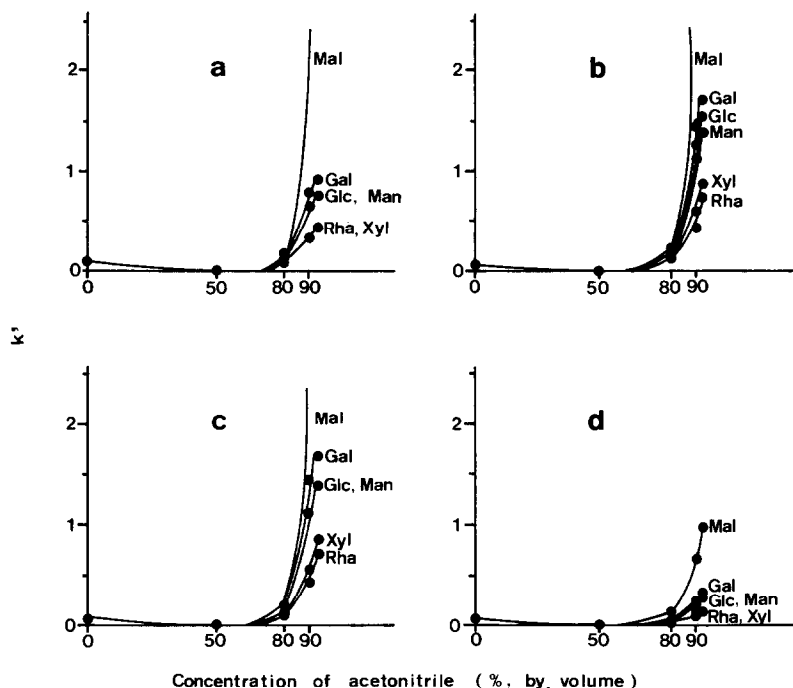 a
2
1
0
0
50
80 90
Mal
Gal
Glc, Man
Rha, Xyl
b
2
1
0
0
50
80 90
Mal
Gal
Glc
Man
Xyl
Rha
k'
c
2
1
0
0
50
80 90
Mal
Gal
Glc, Man
Xyl
Rha
d
2
1
0
0
50
80 90
Mal
Gal
Glc, Man
Rha, Xyl
Concentration of acetonitrile (%, by volume)